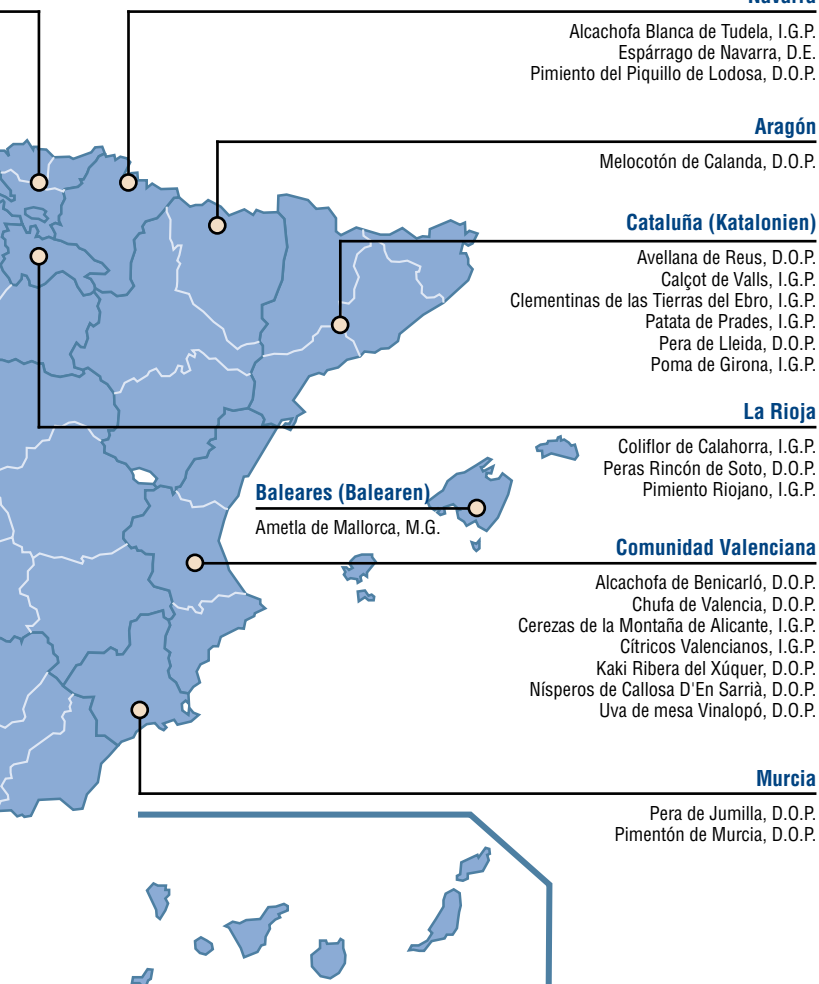 Navarra
Alcachofa Blanca de Tudela, I.G.P.
Espárrago de Navarra, D.E.
Pimiento del Piquillo de Lodosa, D.O.P.
Aragón
Melocotón de Calanda, D.O.P.
Cataluña (Katalonien)
Avellana de Reus, D.O.P.
Calçot de Valls, I.G.P.
Clementinas de las Tierras del Ebro, I.G.P.
Patata de Prades, I.G.P.
Pera de Lleida, D.O.P.
Poma de Girona, I.G.P.
La Rioja
Coliflor de Calahorra, I.G.P.
Peras Rincón de Soto, D.O.P.
Pimiento Riojano, I.G.P.
Baleares (Balearen)
Ametla de Mallorca, M.G.
Comunidad Valenciana
Alcachofa de Benicarló, D.O.P.
Chufa de Valencia, D.O.P.
Cerezas de la Montaña de Alicante, I.G.P.
Cítricos Valencianos, I.G.P.
Kaki Ribera del Xúquer, D.O.P.
Nísperos de Callosa D'En Sarrià, D.O.P.
Uva de mesa Vinalopó, D.O.P.
Murcia
Pera de Jumilla, D.O.P.
Pimentón de Murcia, D.O.P.